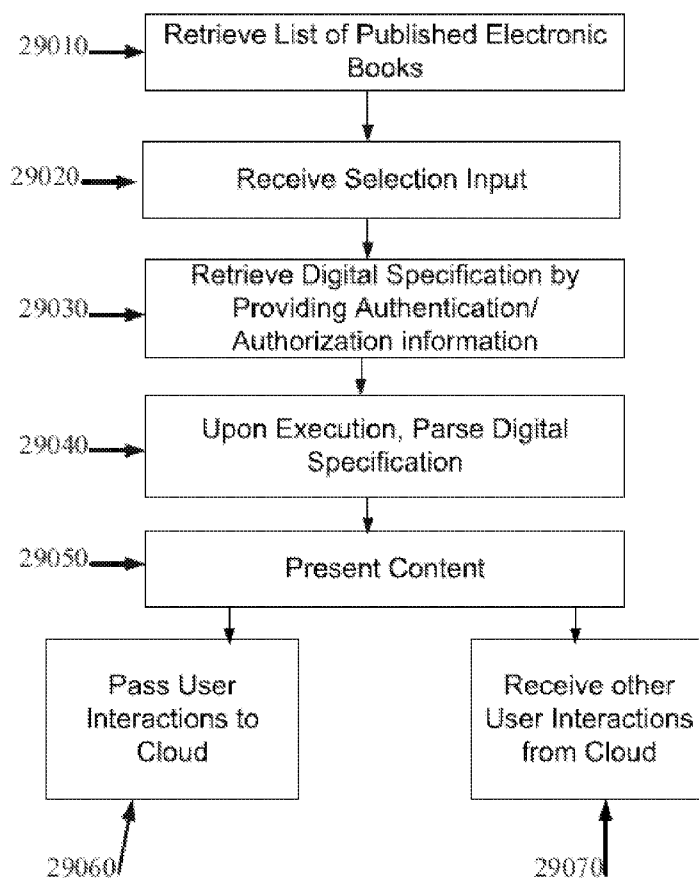 29010
Retrieve List of Published Electronic
Books
29020
Receive Selection Input
29030
Retrieve Digital Specification by
Providing Authentication/
Authorization information
29040
Upon Execution, Parse Digital
Specification
29050
Present Content
Pass User
Interactions to
Cloud
Receive other
User Interactions
from Cloud
29060
29070